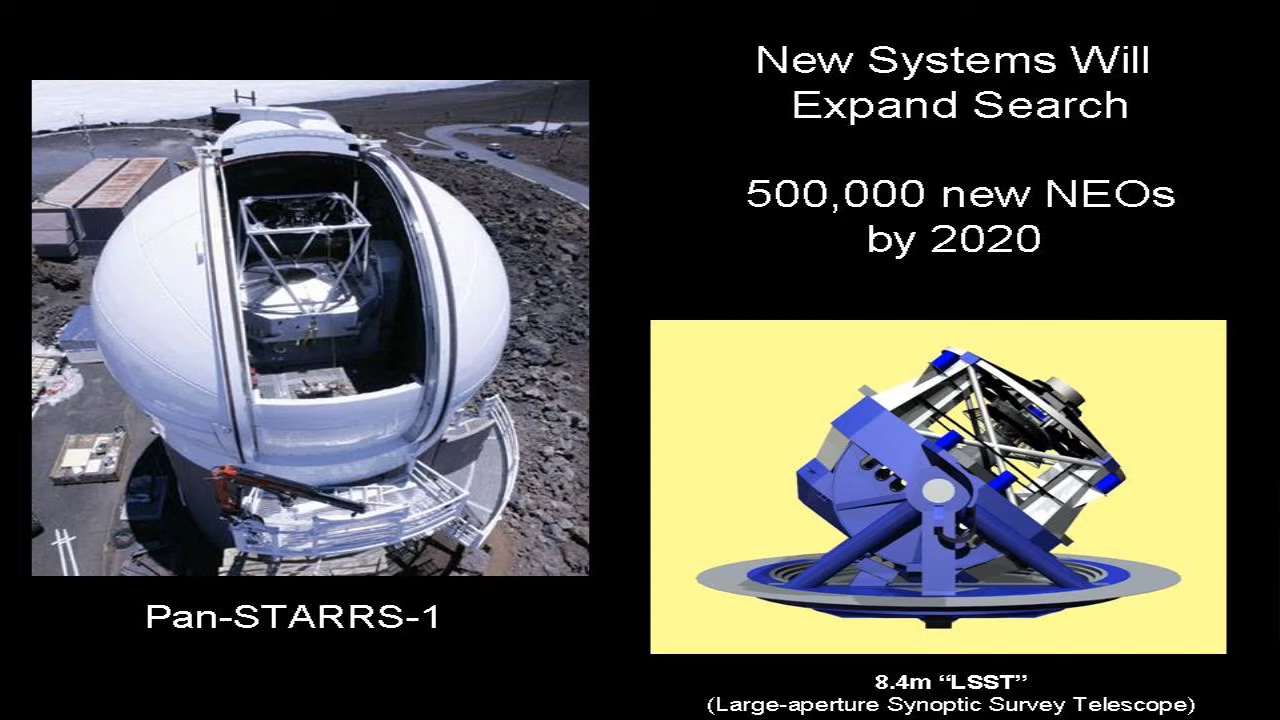 New Systems Will
Expand Search
500,000 new NEOs
by 2020
Pan-STARRS-1
8.4m “LSST”
(Large-aperture Synoptic Survey Telescope)